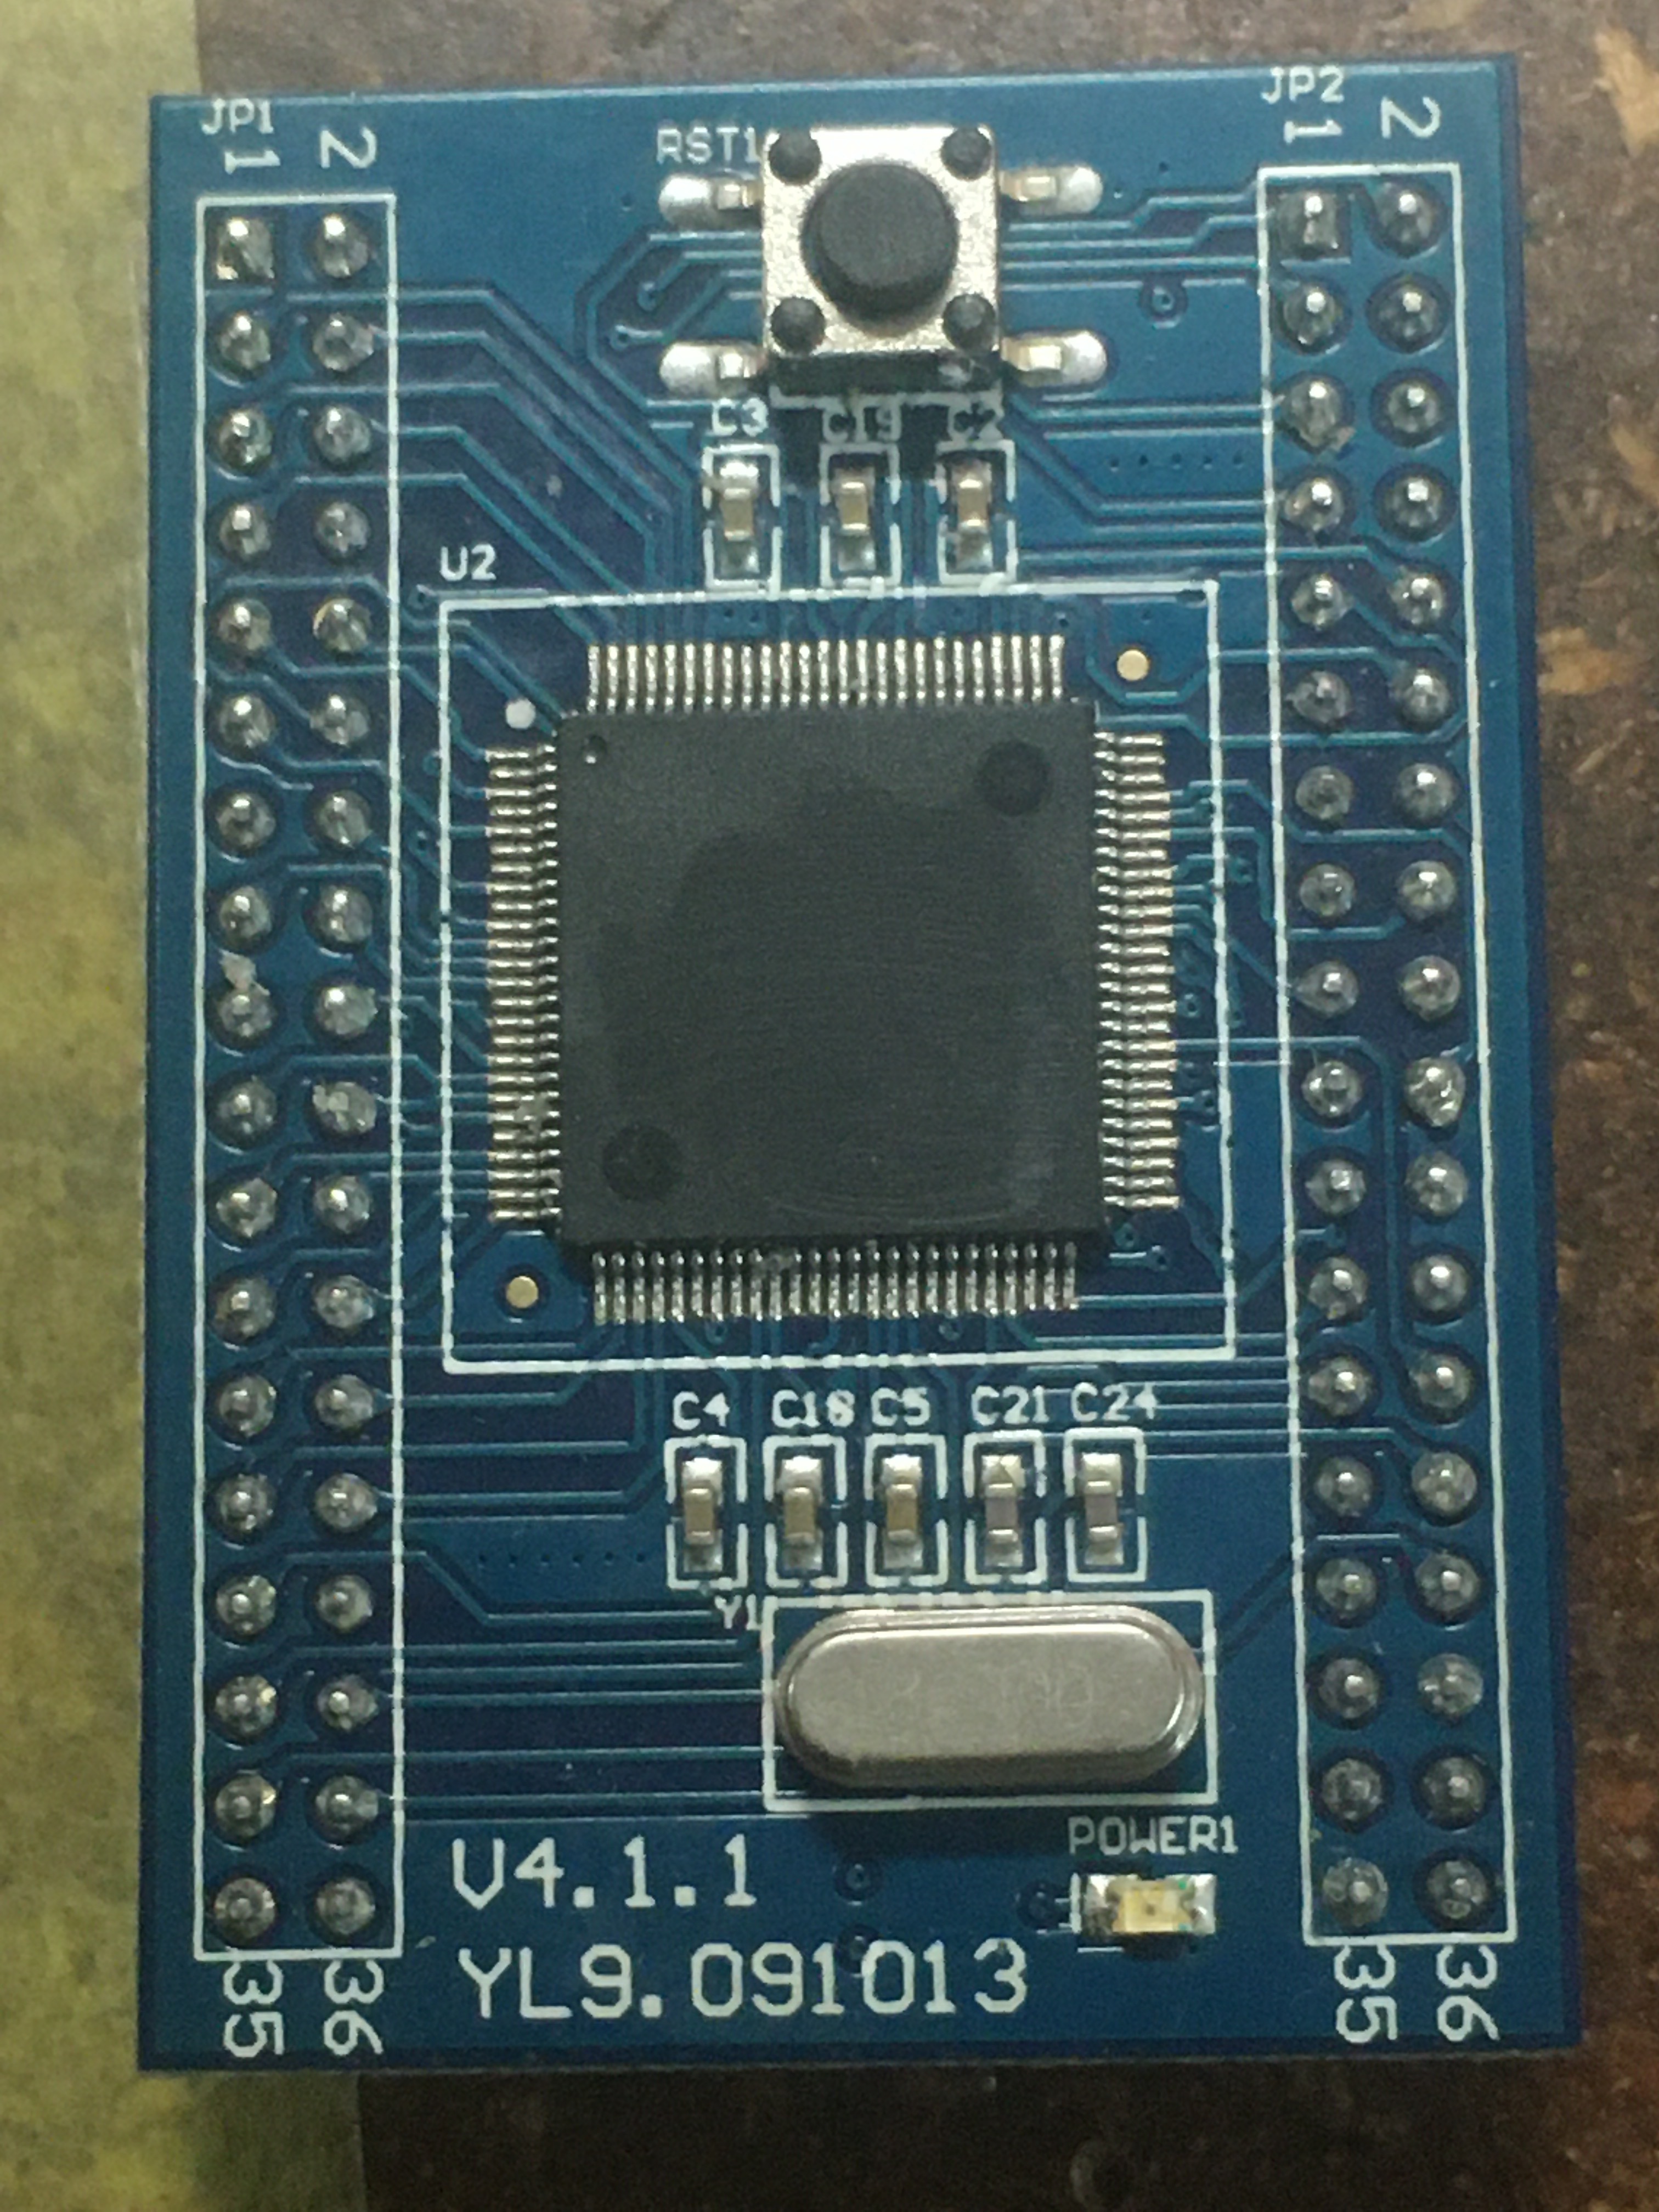 JP1
1 2
RST1
JP2
1 2
C3 C19 C2
U2
C4 C18 C5 C21 C24
Y1
POWER1
V4.1.1
YL9.091013
35 36
35 36